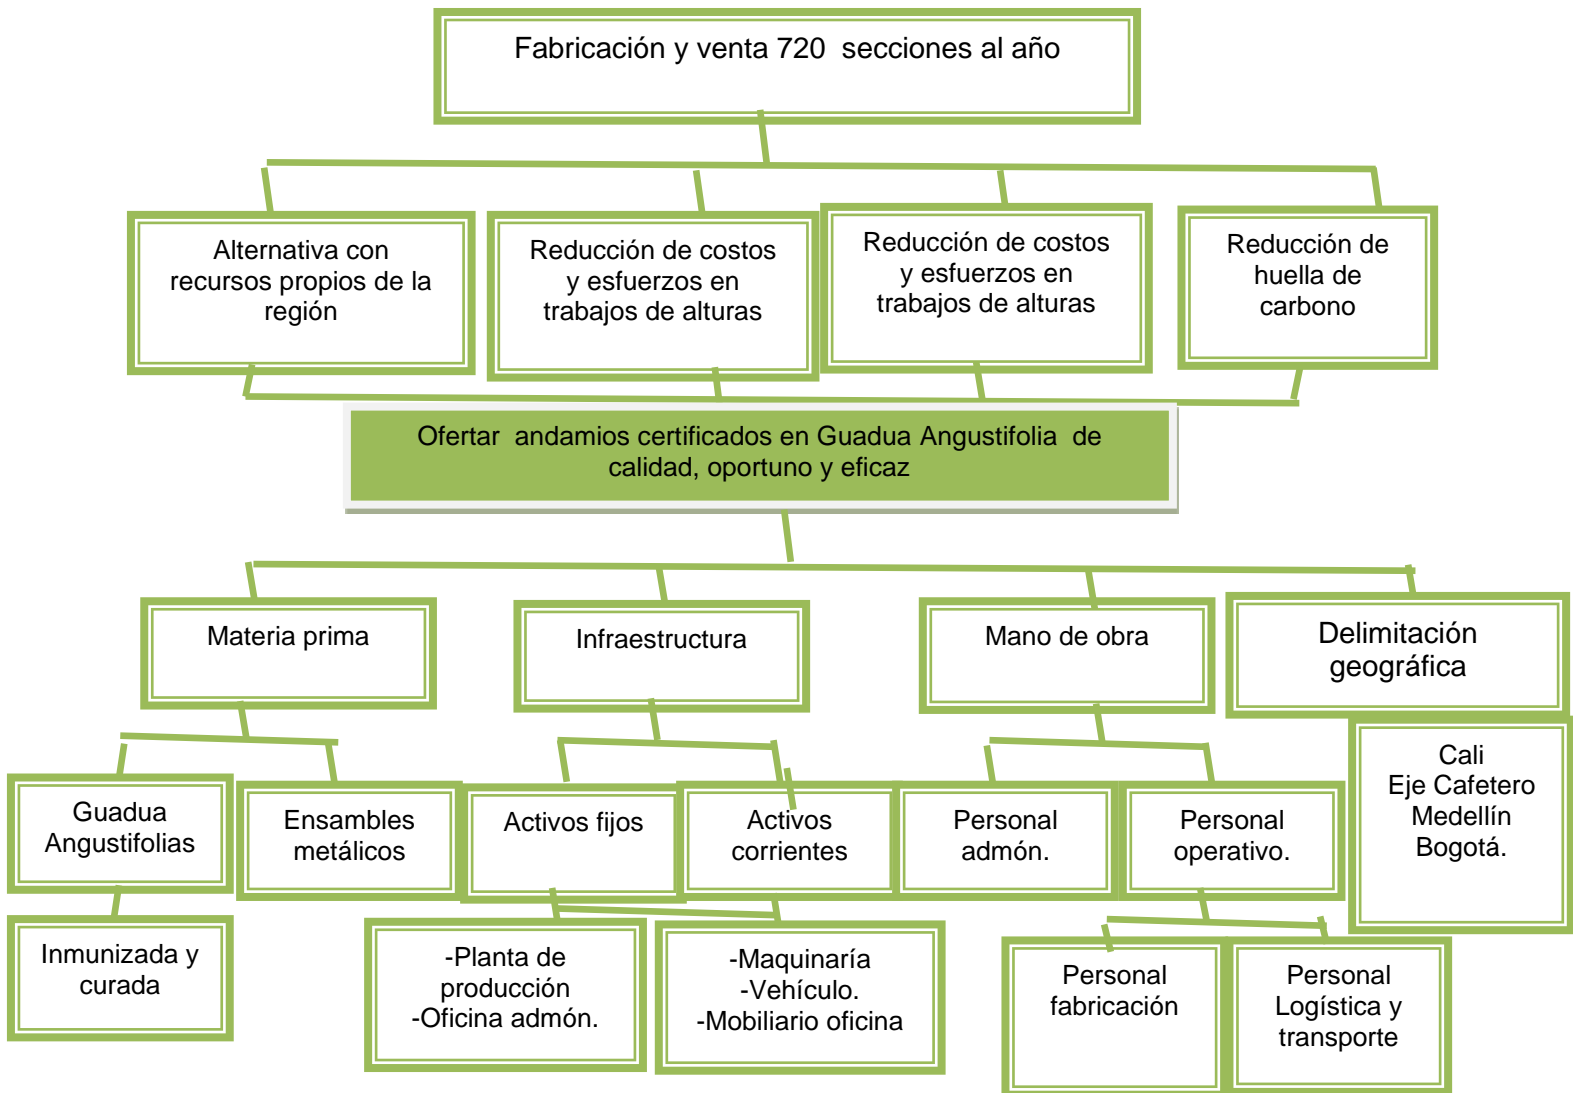 Fabricación y venta 720 secciones al año
Alternativa con
recursos propios de la
región
Reducción de costos
y esfuerzos en
trabajos de alturas
Reducción de costos
y esfuerzos en
trabajos de alturas
Reducción de
huella de
carbono
Ofertar andamios certificados en Guadua Angustifolia de
calidad, oportuno y eficaz
Materia prima
Infraestructura
Mano de obra
Delimitación
geográfica
Guadua
Angustifolias
Ensambles
metálicos
Activos fijos
Activos
corrientes
Personal
admón.
Personal
operativo.
Cali
Eje Cafetero
Medellín
Bogotá.
Inmunizada y
curada
-Planta de
producción
-Oficina admón.
-Maquinaría
-Vehículo.
-Mobiliario oficina
Personal
fabricación
Personal
Logística y
transporte